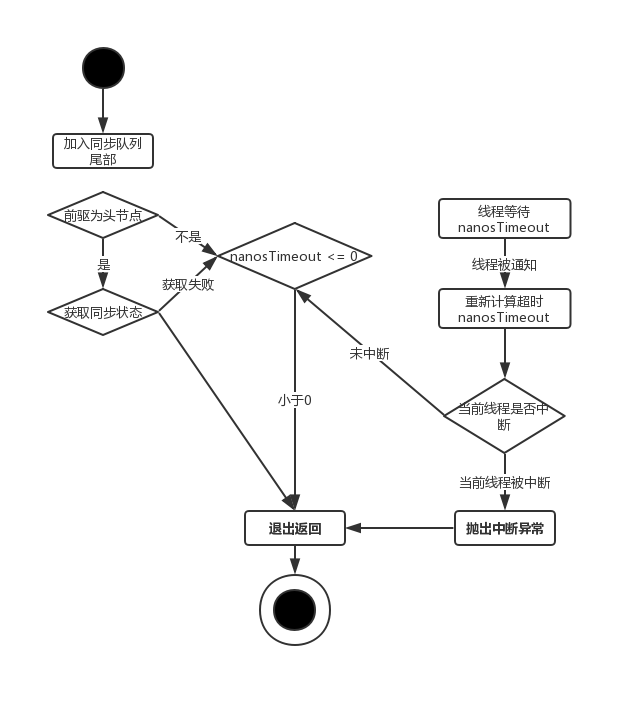 加入同步队列
尾部
前驱为头节点
不是
nanosTimeout <= 0
是
获取失败
获取同步状态
线程等待
nanosTimeout
线程被通知
重新计算超时
nanosTimeout
未中断
小于0
当前线程是否中
断
当前线程被中断
退出返回
抛出中断异常